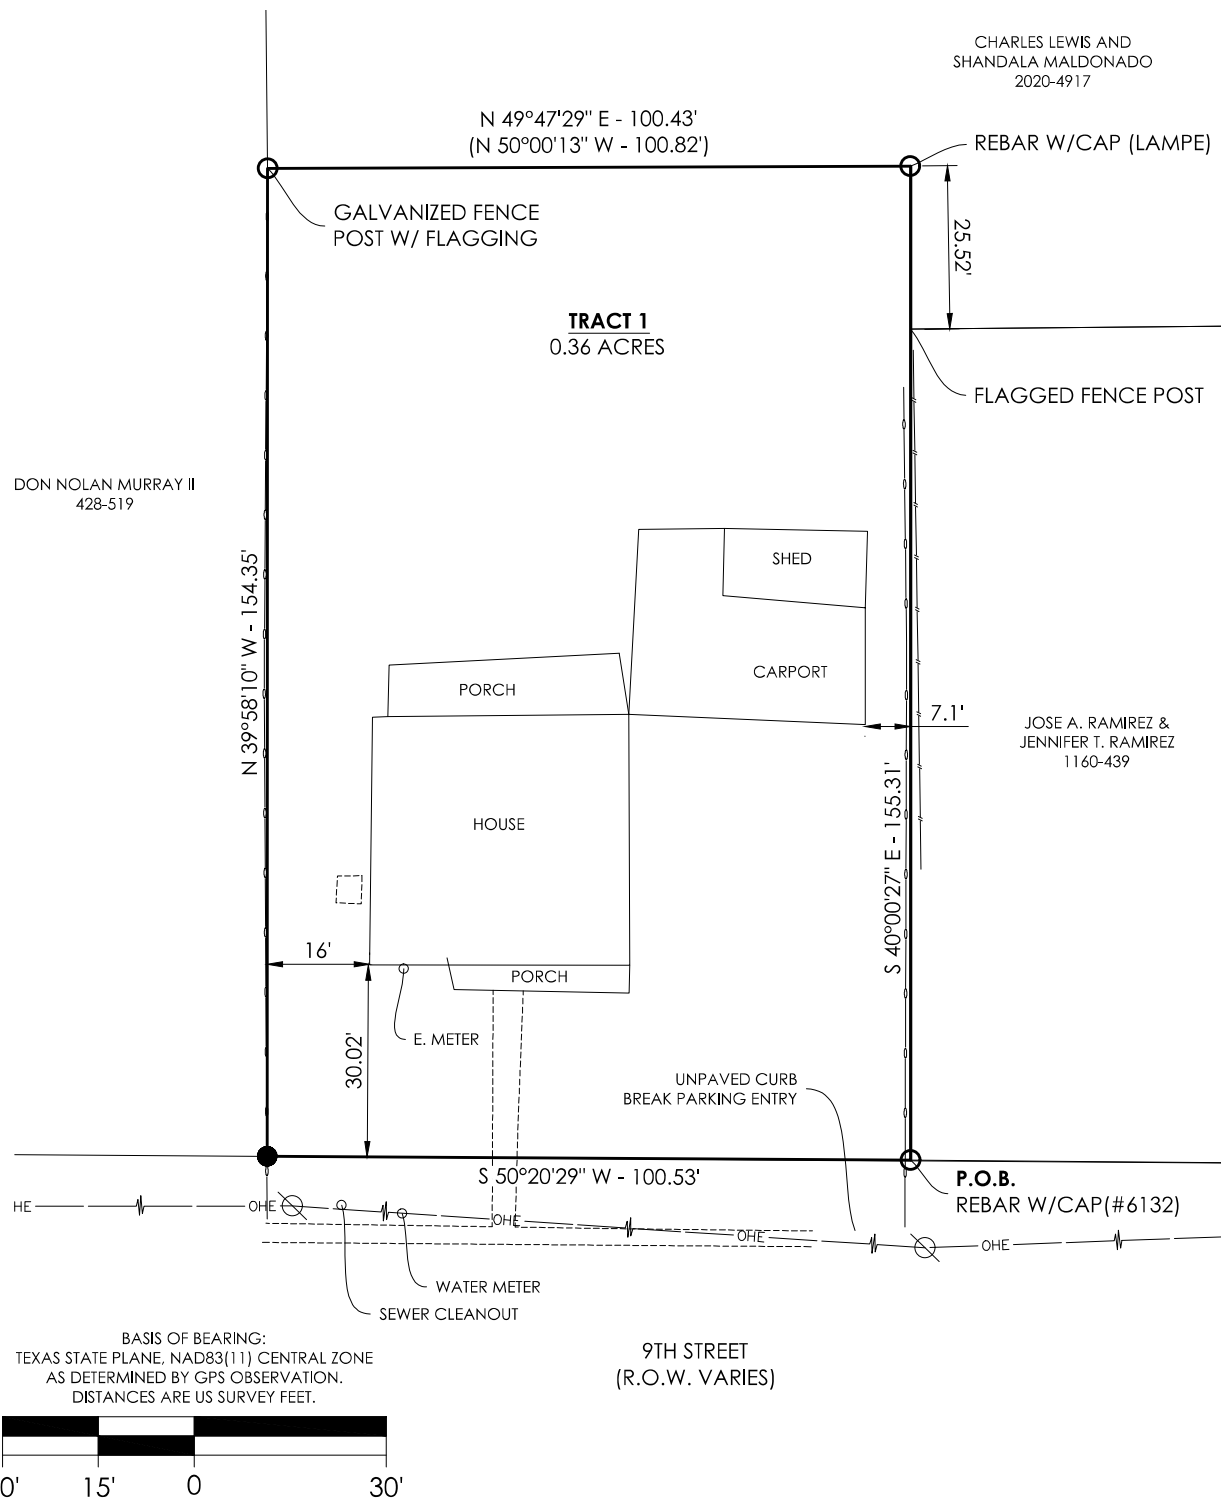 CHARLES LEWIS AND
SHANDALA MALDONADO
2020-4917
N 49°47'29" E - 100.43'
(N 50°00'13" W - 100.82')
REBAR W/CAP (LAMPE)
GALVANIZED FENCE
POST W/ FLAGGING
25.52'
TRACT 1
0.36 ACRES
FLAGGED FENCE POST
DON NOLAN MURRAY II
428-519
N 39°58'10" W - 154.35'
SHED
CARPORT
PORCH
7.1'
JOSE A. RAMIREZ &
JENNIFER T. RAMIREZ
1160-439
HOUSE
S 40°00'27" E - 155.31'
16'
PORCH
E. METER
30.02'
UNPAVED CURB
BREAK PARKING ENTRY
S 50°20'29" W - 100.53'
P.O.B.
REBAR W/CAP(#6132)
HE
OHE
OHE
OHE
OHE
WATER METER
SEWER CLEANOUT
BASIS OF BEARING:
TEXAS STATE PLANE, NAD83(11) CENTRAL ZONE
AS DETERMINED BY GPS OBSERVATION.
DISTANCES ARE US SURVEY FEET.
9TH STREET
(R.O.W. VARIES)
0' 15' 0 30'